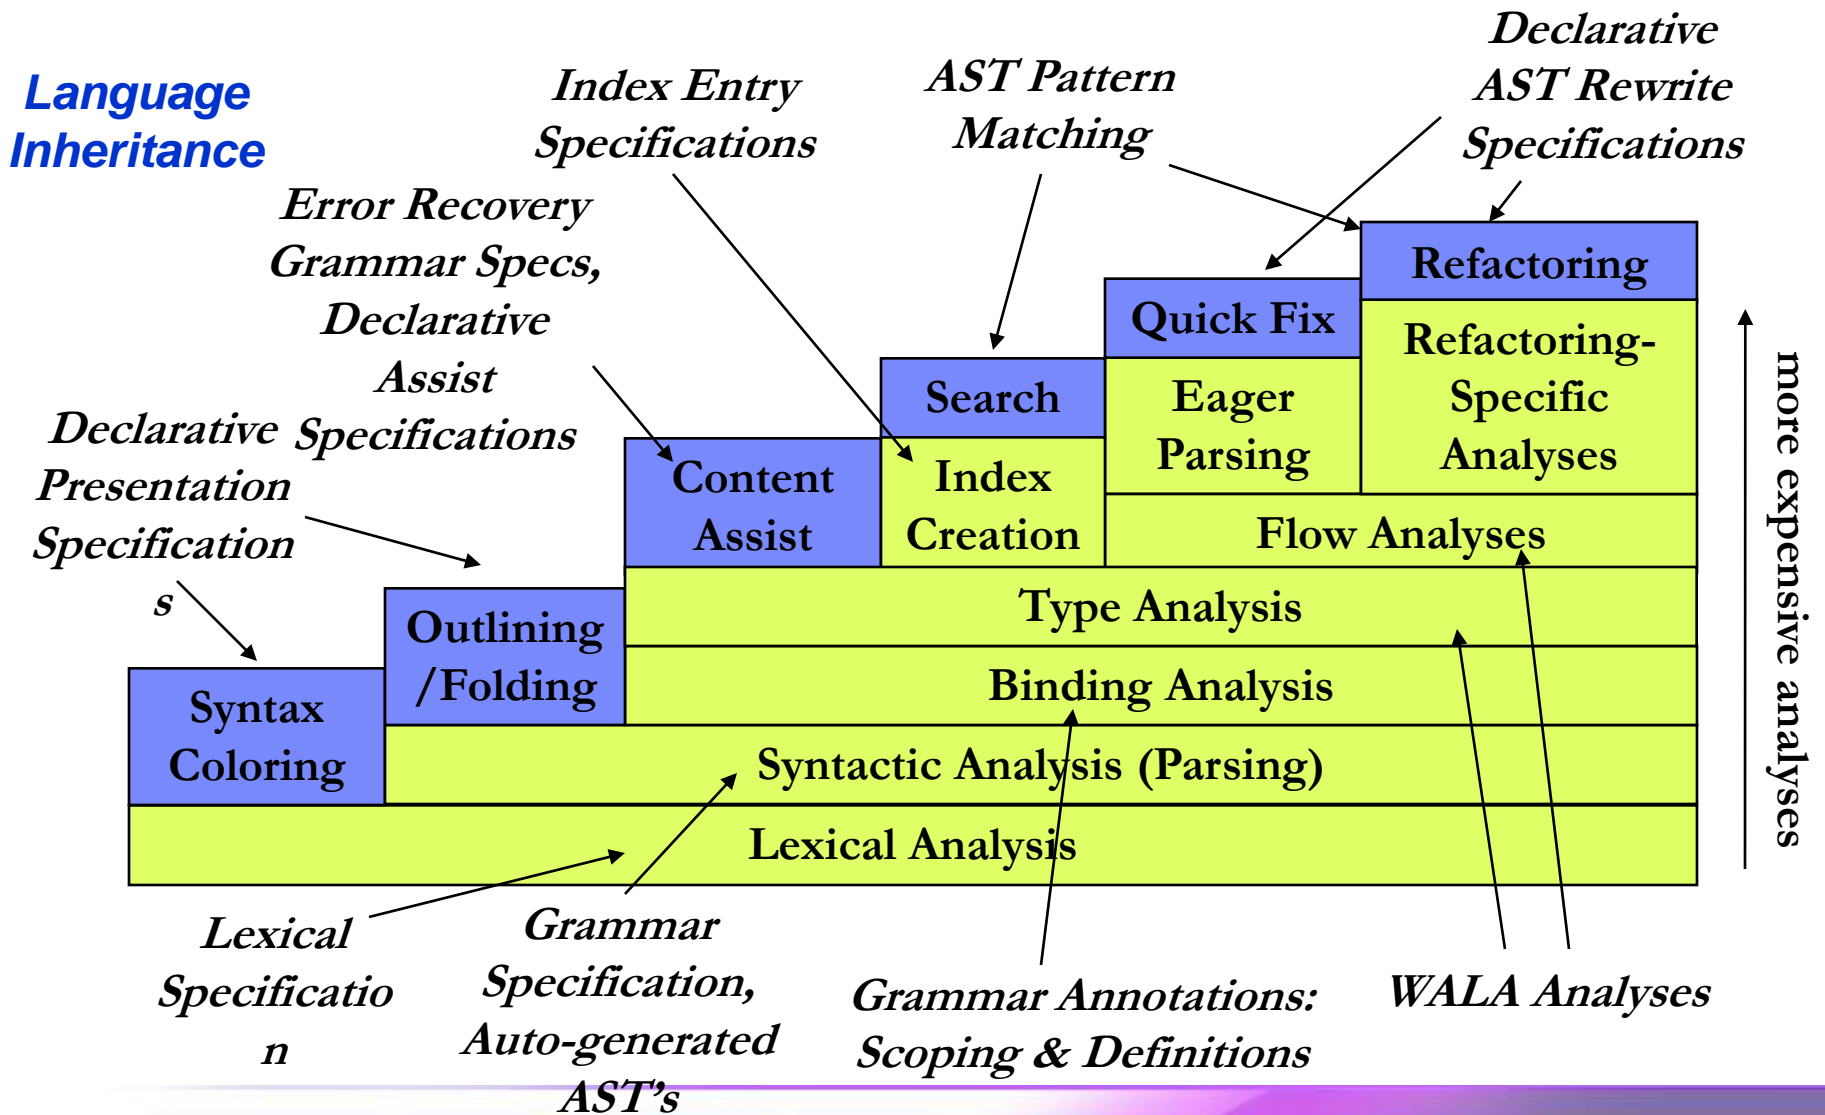 Language
Inheritance
Index Entry
Specifications
AST Pattern
Matching
Declarative
AST Rewrite
Specifications
Error Recovery
Grammar Specs,
Declarative
Assist
Specifications
Declarative
Presentation
Specification
s
Refactoring
Quick Fix
Refactoring-
Specific
Analyses
Search
Eager
Parsing
Content
Assist
Index
Creation
Flow Analyses
Outlining
/Folding
Type Analysis
Binding Analysis
Syntax
Coloring
Syntactic Analysis (Parsing)
Lexical Analysis
more expensive analyses
Lexical
Specificatio
n
Grammar
Specification,
Auto-generated
AST's
Grammar Annotations:
Scoping & Definitions
WALA Analyses